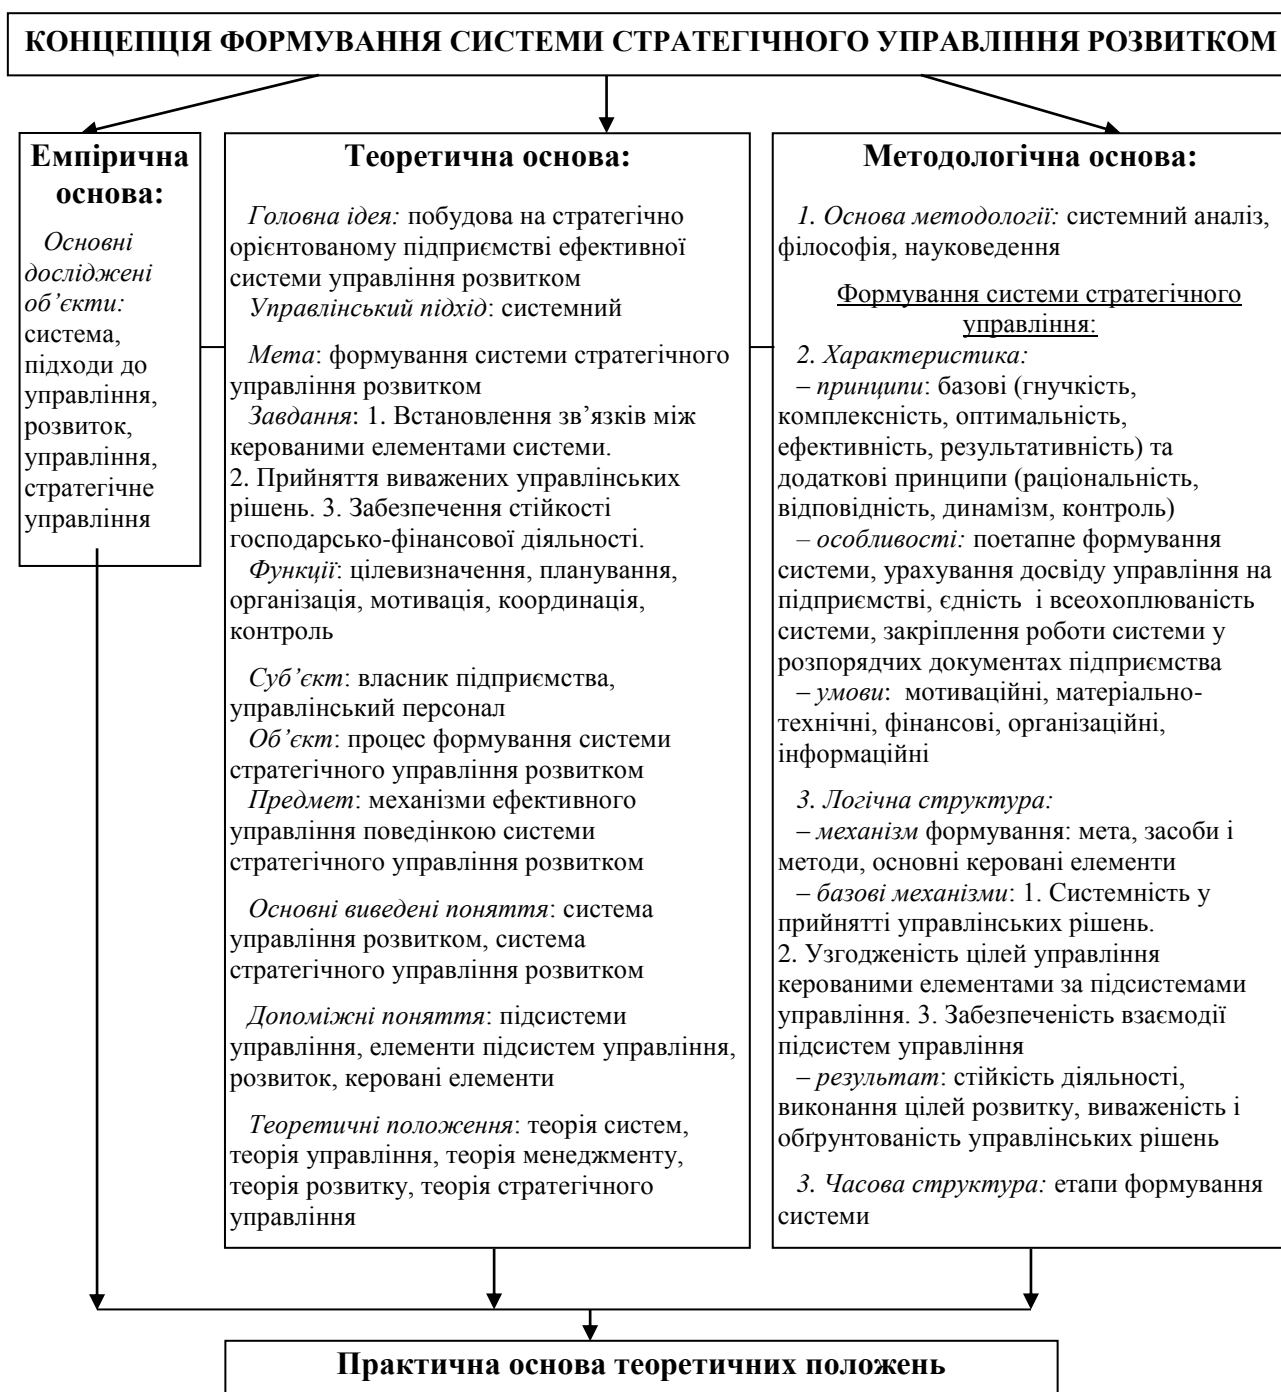 КОНЦЕПЦІЯ ФОРМУВАННЯ СИСТЕМИ СТРАТЕГІЧНОГО УПРАВЛІННЯ РОЗВИТКОМ
Емпірична
основа:
Основні
досліджені
об’єкти:
система,
підходи до
управління,
розвиток,
управління,
стратегічне
управління
Теоретична основа:
Головна ідея: побудова на стратегічно
орієнтованому підприємстві ефективної
системи управління розвитком
Управлінський підхід: системний
Мета: формування системи стратегічного
управління розвитком
Завдання: 1. Встановлення зв’язків між
керованими елементами системи.
2. Прийняття виважених управлінських
рішень. 3. Забезпечення стійкості
господарсько-фінансової діяльності.
Функції: цілевизначення, планування,
організація, мотивація, координація,
контроль
Суб’єкт: власник підприємства,
управлінський персонал
Об’єкт: процес формування системи
стратегічного управління розвитком
Предмет: механізми ефективного
управління поведінкою системи
стратегічного управління розвитком
Основні виведені поняття: система
управління розвитком, система
стратегічного управління розвитком
Допоміжні поняття: підсистеми
управління, елементи підсистем управління,
розвиток, керовані елементи
Теоретичні положення: теорія систем,
теорія управління, теорія менеджменту,
теорія розвитку, теорія стратегічного
управління
Методологічна основа:
1. Основа методології: системний аналіз,
філософія, науковедення
Формування системи стратегічного
управління:
2. Характеристика:
– принципи: базові (гнучкість,
комплексність, оптимальність,
ефективність, результативність) та
додаткові принципи (раціональність,
відповідність, динамізм, контроль)
– особливості: поетапне формування
системи, урахування досвіду управління на
підприємстві, єдність і всеохоплюваність
системи, закріплення роботи системи у
розпорядчих документах підприємства
– умови: мотиваційні, матеріально-
технічні, фінансові, організаційні,
інформаційні
3. Логічна структура:
– механізм формування: мета, засоби і
методи, основні керовані елементи
– базові механізми: 1. Системність у
прийнятті управлінських рішень.
2. Узгодженість цілей управління
керованими елементами за підсистемами
управління. 3. Забезпеченість взаємодії
підсистем управління
– результат: стійкість діяльності,
виконання цілей розвитку, виваженість і
обґрунтованість управлінських рішень
3. Часова структура: етапи формування
системи
Практична основа теоретичних положень